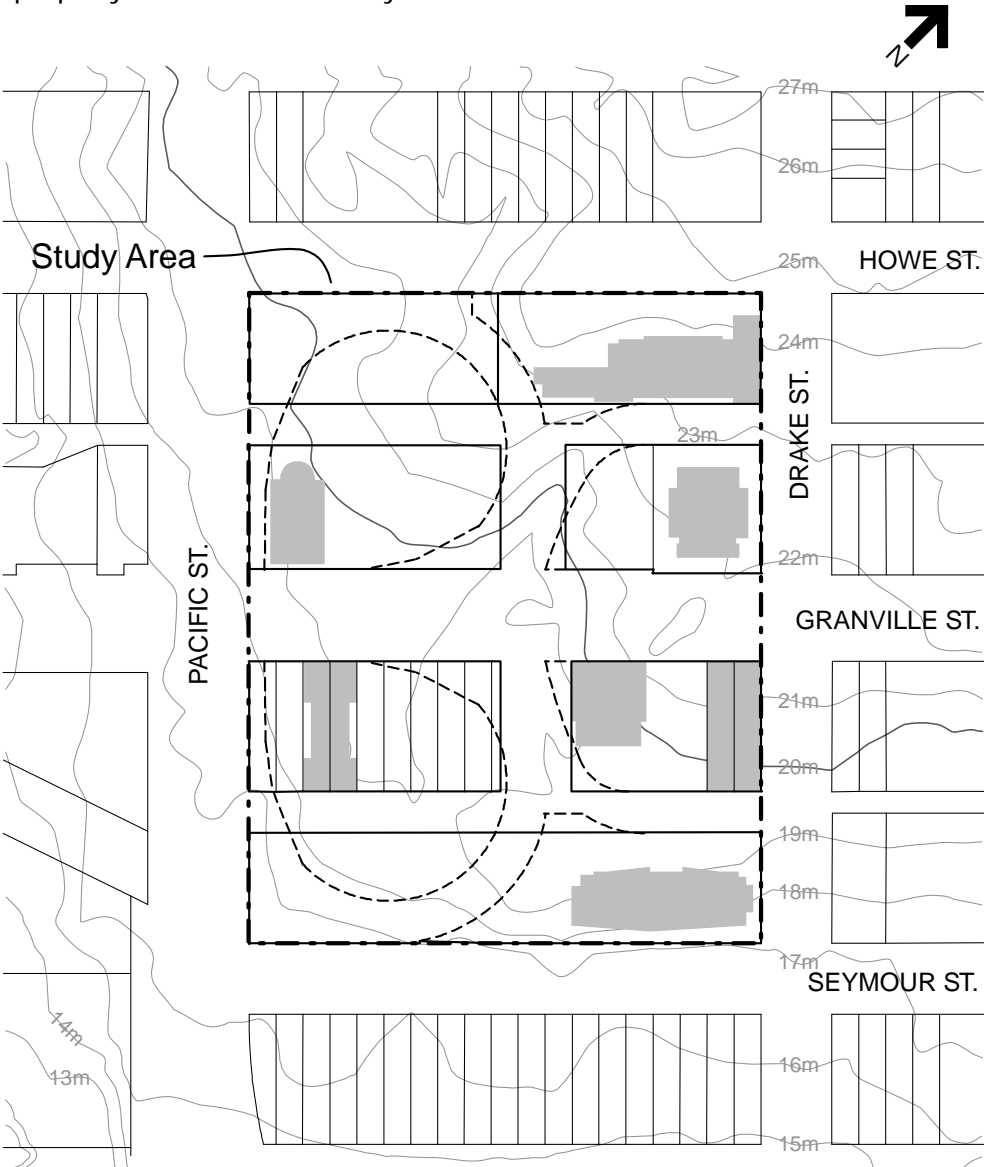 N
27m
26m
Study Area
25m
HOWE ST.
24m
DRAKE ST.
23m
22m
PACIFIC ST.
GRANVILLE ST.
21m
20m
19m
18m
17m
SEYMOUR ST.
14m
13m
16m
15m